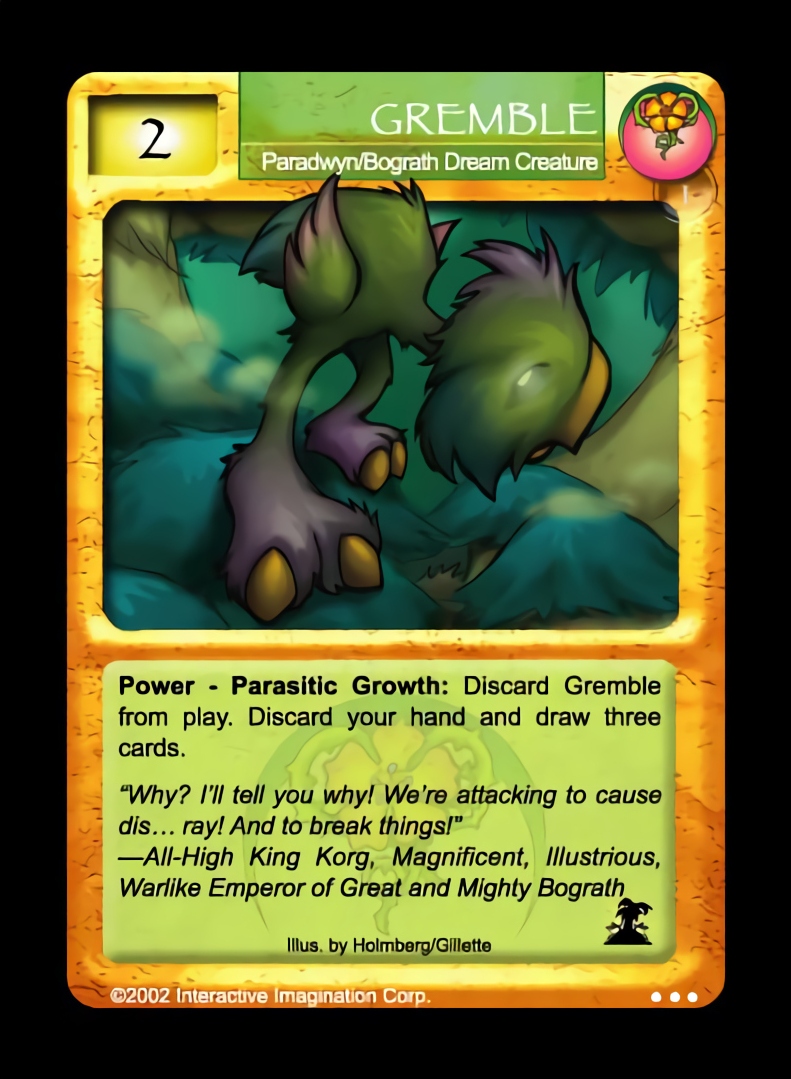 2
GREMBLE
Paradwyn/Bograth Dream Creature
1
Power - Parasitic Growth: Discard Gremble
from play. Discard your hand and draw three
cards.
“Why? I’ll tell you why! We’re attacking to cause
dis… ray! And to break things!”
—All-High King Korg, Magnificent, Illustrious,
Warlike Emperor of Great and Mighty Bograth
Illus. by Holmberg/Gillette
©2002 Interactive Imagination Corp.